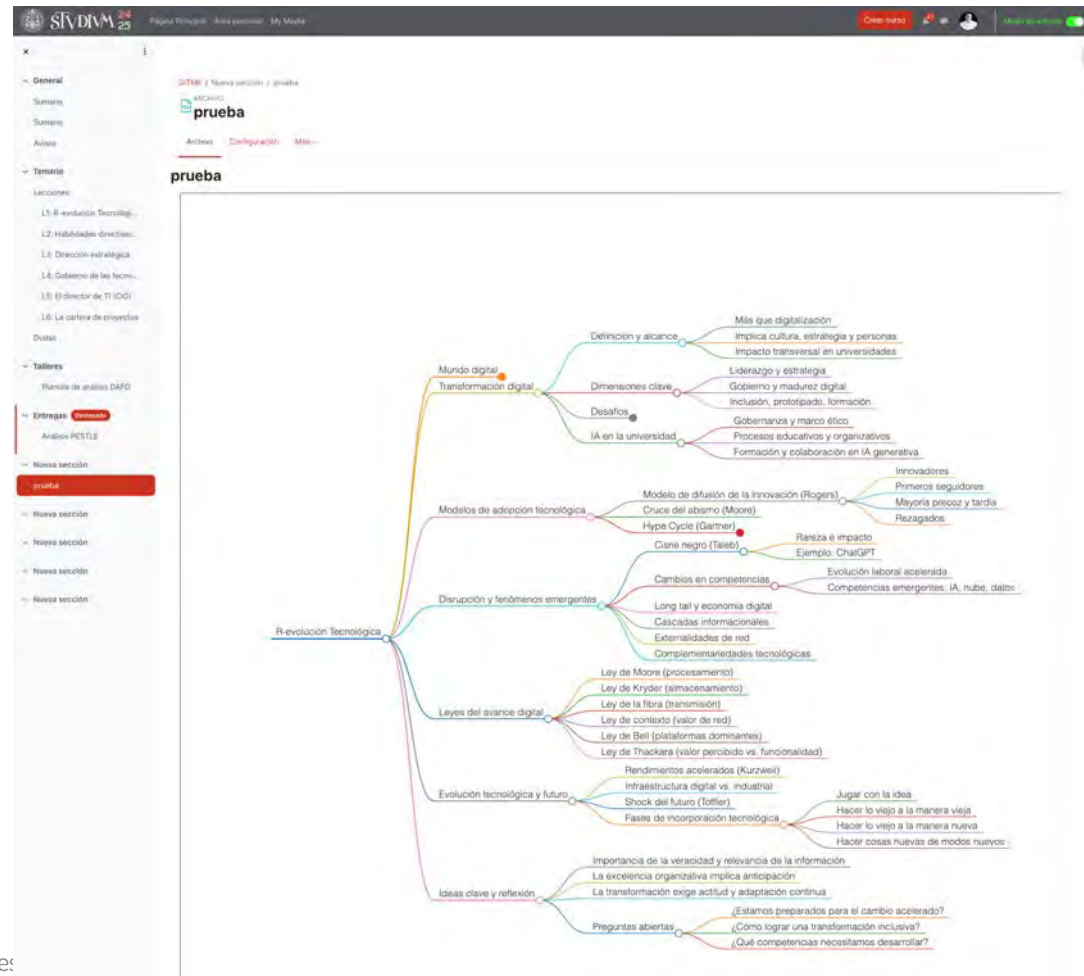 STVDIVM 24 25
Página Principal Área personal My Media
Crear curso
Modo de edición
General
Sumario
Sumario
Avisos
Temario
Lecciones
L1: R-evolución Tecnológi...
L2: Habilidades directivas...
L3: Dirección estratégica
L4: Gobierno de las tecno...
L5: El director de TI (CIO)
L6: La cartera de proyectos
Dudas
Talleres
Plantilla de análisis DAFO
Entregas Destacado
Análisis PESTLE
Nueva sección
prueba
Nueva sección
Nueva sección
Nueva sección
Nueva sección
/ Nueva sección / prueba
ARCHIVO
prueba
Archivo Configuración Más
prueba
R-evolución Tecnológica
Mundo digital
Transformación digital
Definición y alcance
Más que digitalización
Implica cultura, estrategia y personas
Impacto transversal en universidades
Dimensiones clave
Liderazgo y estrategia
Gobierno y madurez digital
Inclusión, prototipado, formación
Desafíos
IA en la universidad
Gobernanza y marco ético
Procesos educativos y organizativos
Formación y colaboración en IA generativa
Modelos de adopción tecnológica
Modelo de difusión de la innovación (Rogers)
Innovadores
Primeros seguidores
Mayoría precoz y tardía
Rezagados
Cruce del abismo (Moore)
Hype Cycle (Gartner)
Disrupción y fenómenos emergentes
Cisne negro (Taleb)
Rareza e impacto
Ejemplo: ChatGPT
Cambios en competencias
Evolución laboral acelerada
Competencias emergentes: IA, nube, datos
Long tail y economía digital
Cascadas informacionales
Externalidades de red
Complementariedades tecnológicas
Leyes del avance digital
Ley de Moore (procesamiento)
Ley de Kryder (almacenamiento)
Ley de la fibra (transmisión)
Ley de contexto (valor de red)
Ley de Bell (plataformas dominantes)
Ley de Thackara (valor percibido vs. funcionalidad)
Evolución tecnológica y futuro
Rendimientos acelerados (Kurzweil)
Infraestructura digital vs. industrial
Shock del futuro (Toffler)
Fases de incorporación tecnológica
Jugar con la idea
Hacer lo viejo a la manera vieja
Hacer lo viejo a la manera nueva
Hacer cosas nuevas de modos nuevos
Ideas clave y reflexión
Importancia de la veracidad y relevancia de la información
La excelencia organizativa implica anticipación
La transformación exige actitud y adaptación continua
Preguntas abiertas
¿Estamos preparados para el cambio acelerado?
¿Cómo lograr una transformación inclusiva?
¿Qué competencias necesitamos desarrollar?